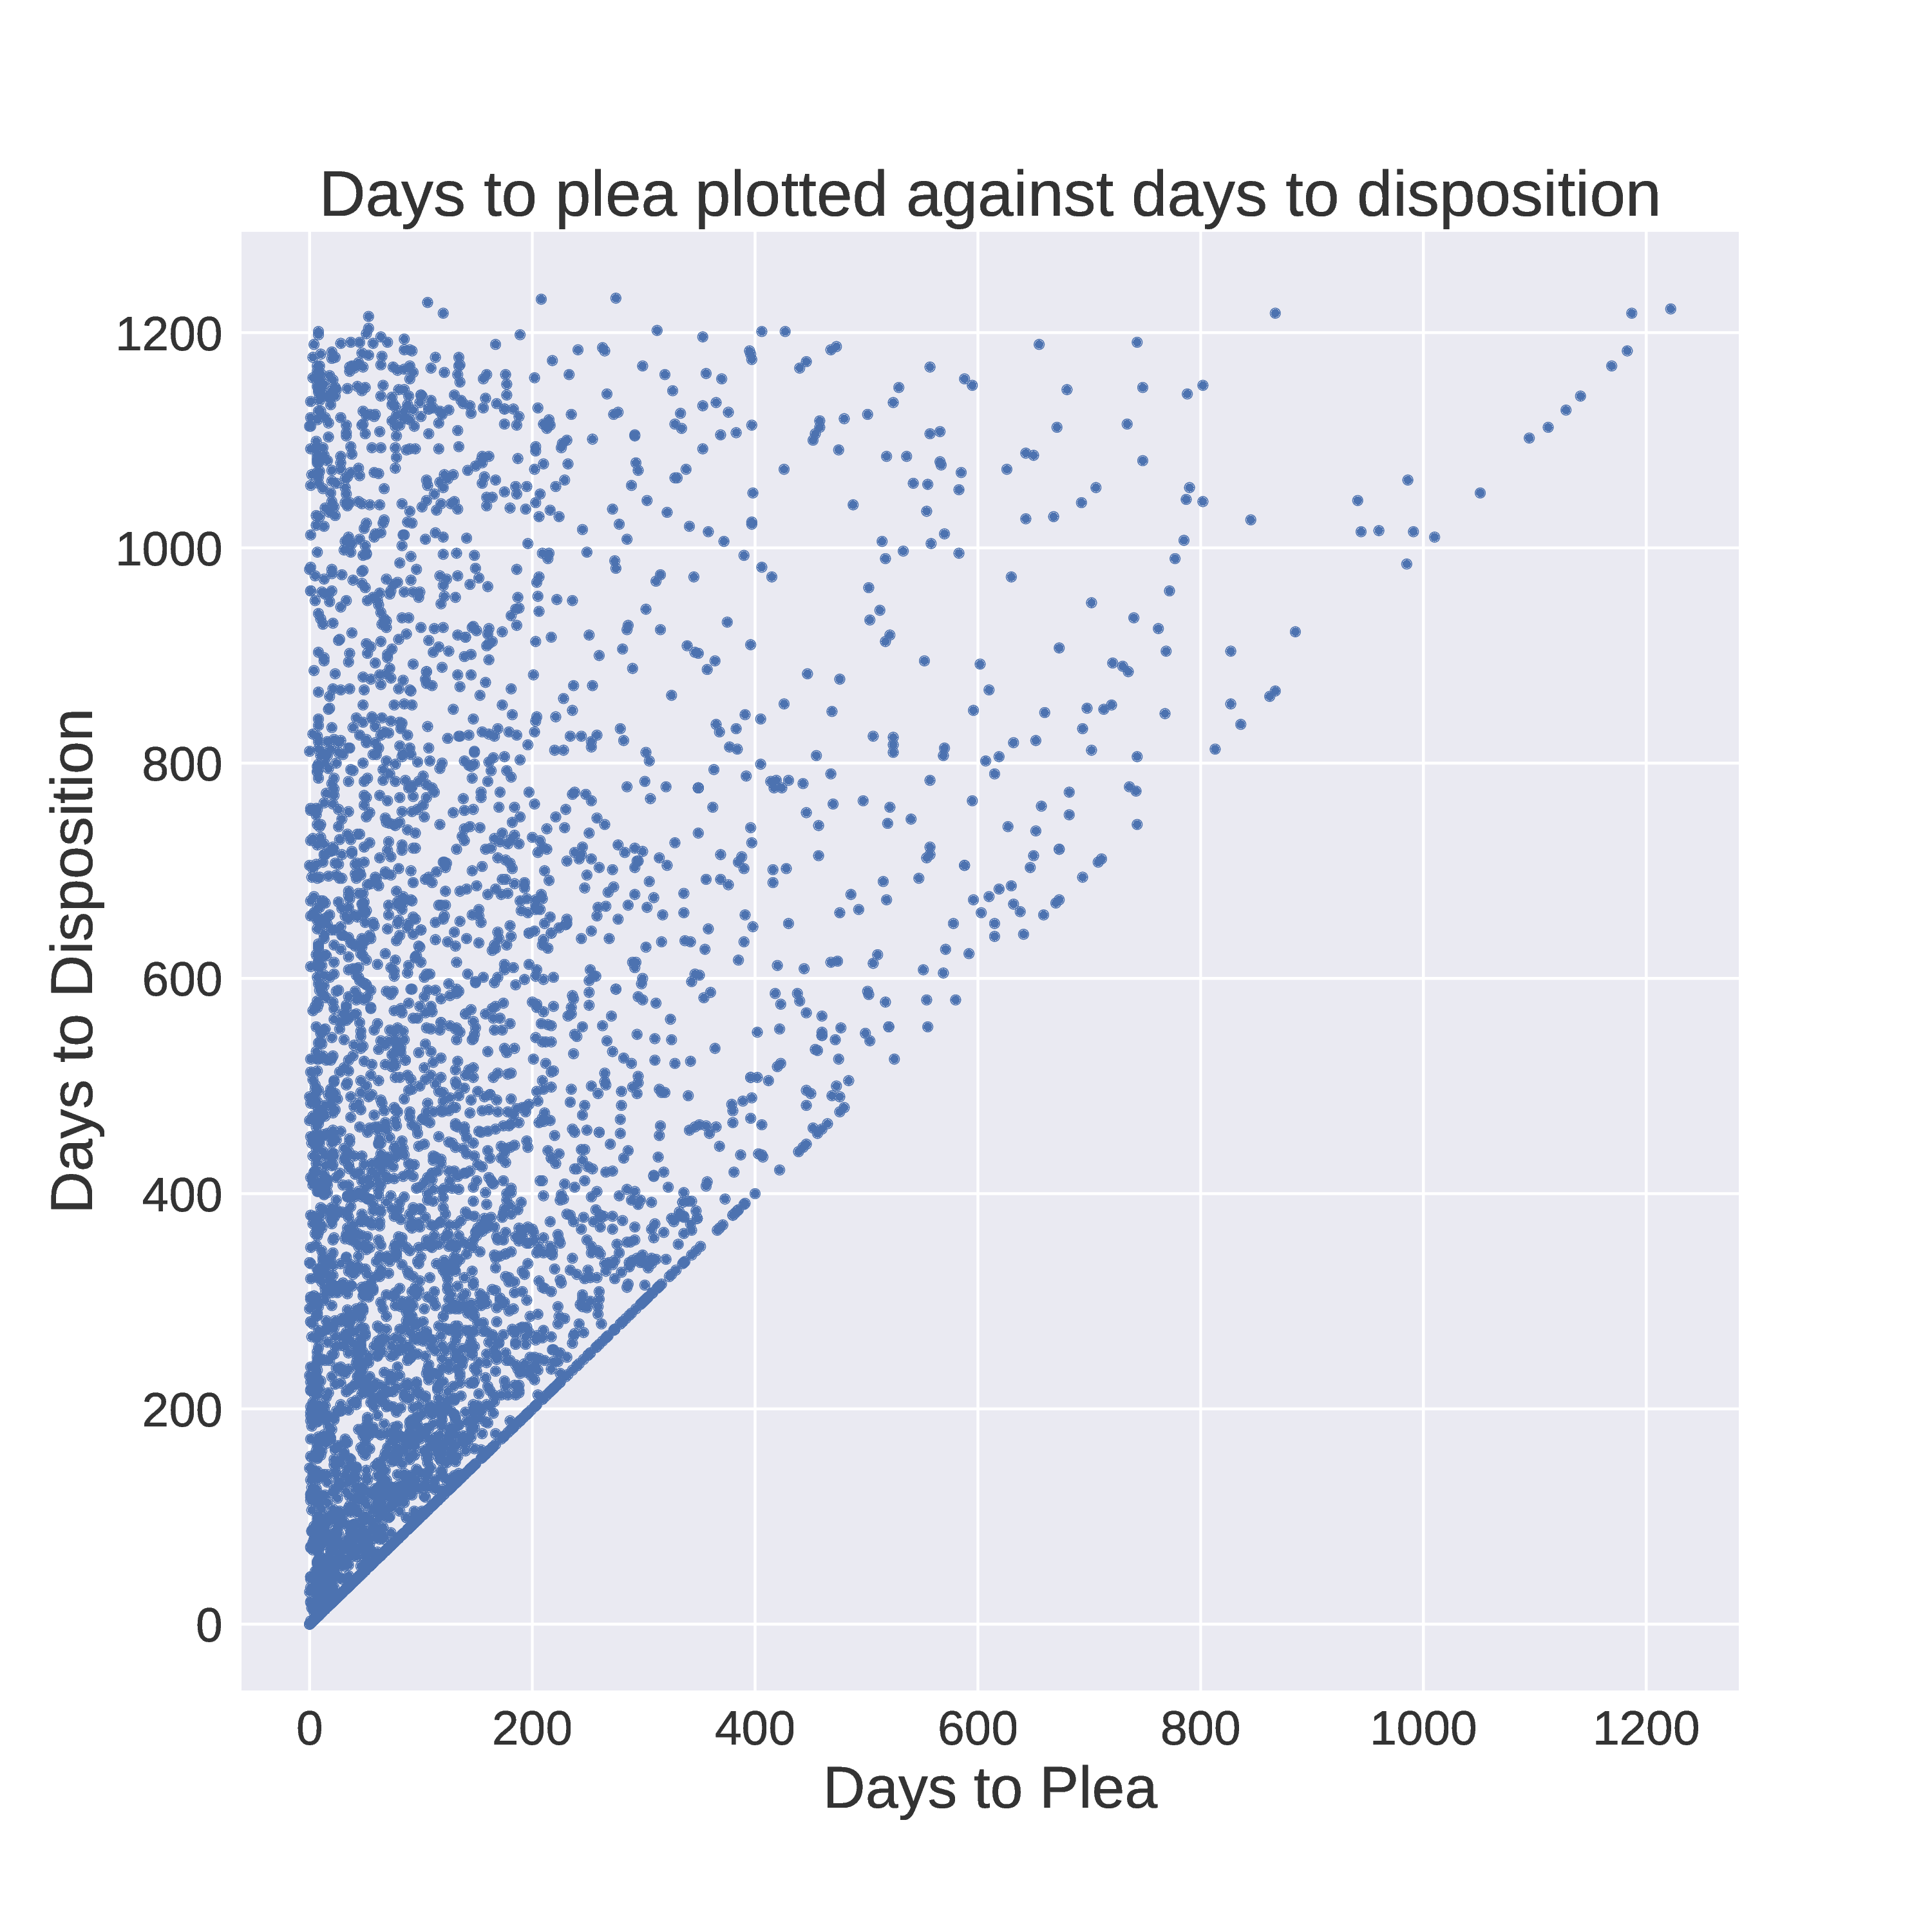 Days to plea plotted against days to disposition
1200
1000
800
600
400
200
0
Days to Disposition
0 200 400 600 800 1000 1200
Days to Plea